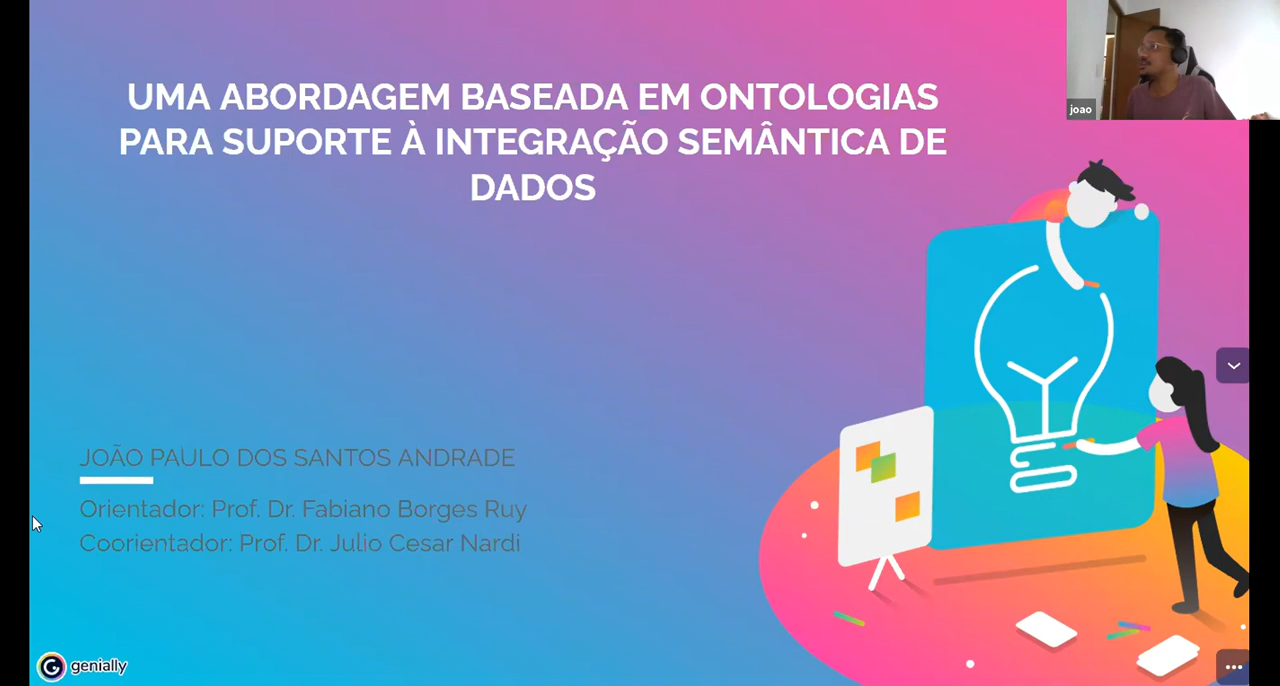 UMA ABORDAGEM BASEADA EM ONTOLOGIAS
PARA SUPORTE À INTEGRAÇÃO SEMÂNTICA DE
DADOS
joao
JOÃO PAULO DOS SANTOS ANDRADE
Orientador: Prof. Dr. Fabiano Borges Ruy
Coorientador: Prof. Dr. Julio Cesar Nardi
genially